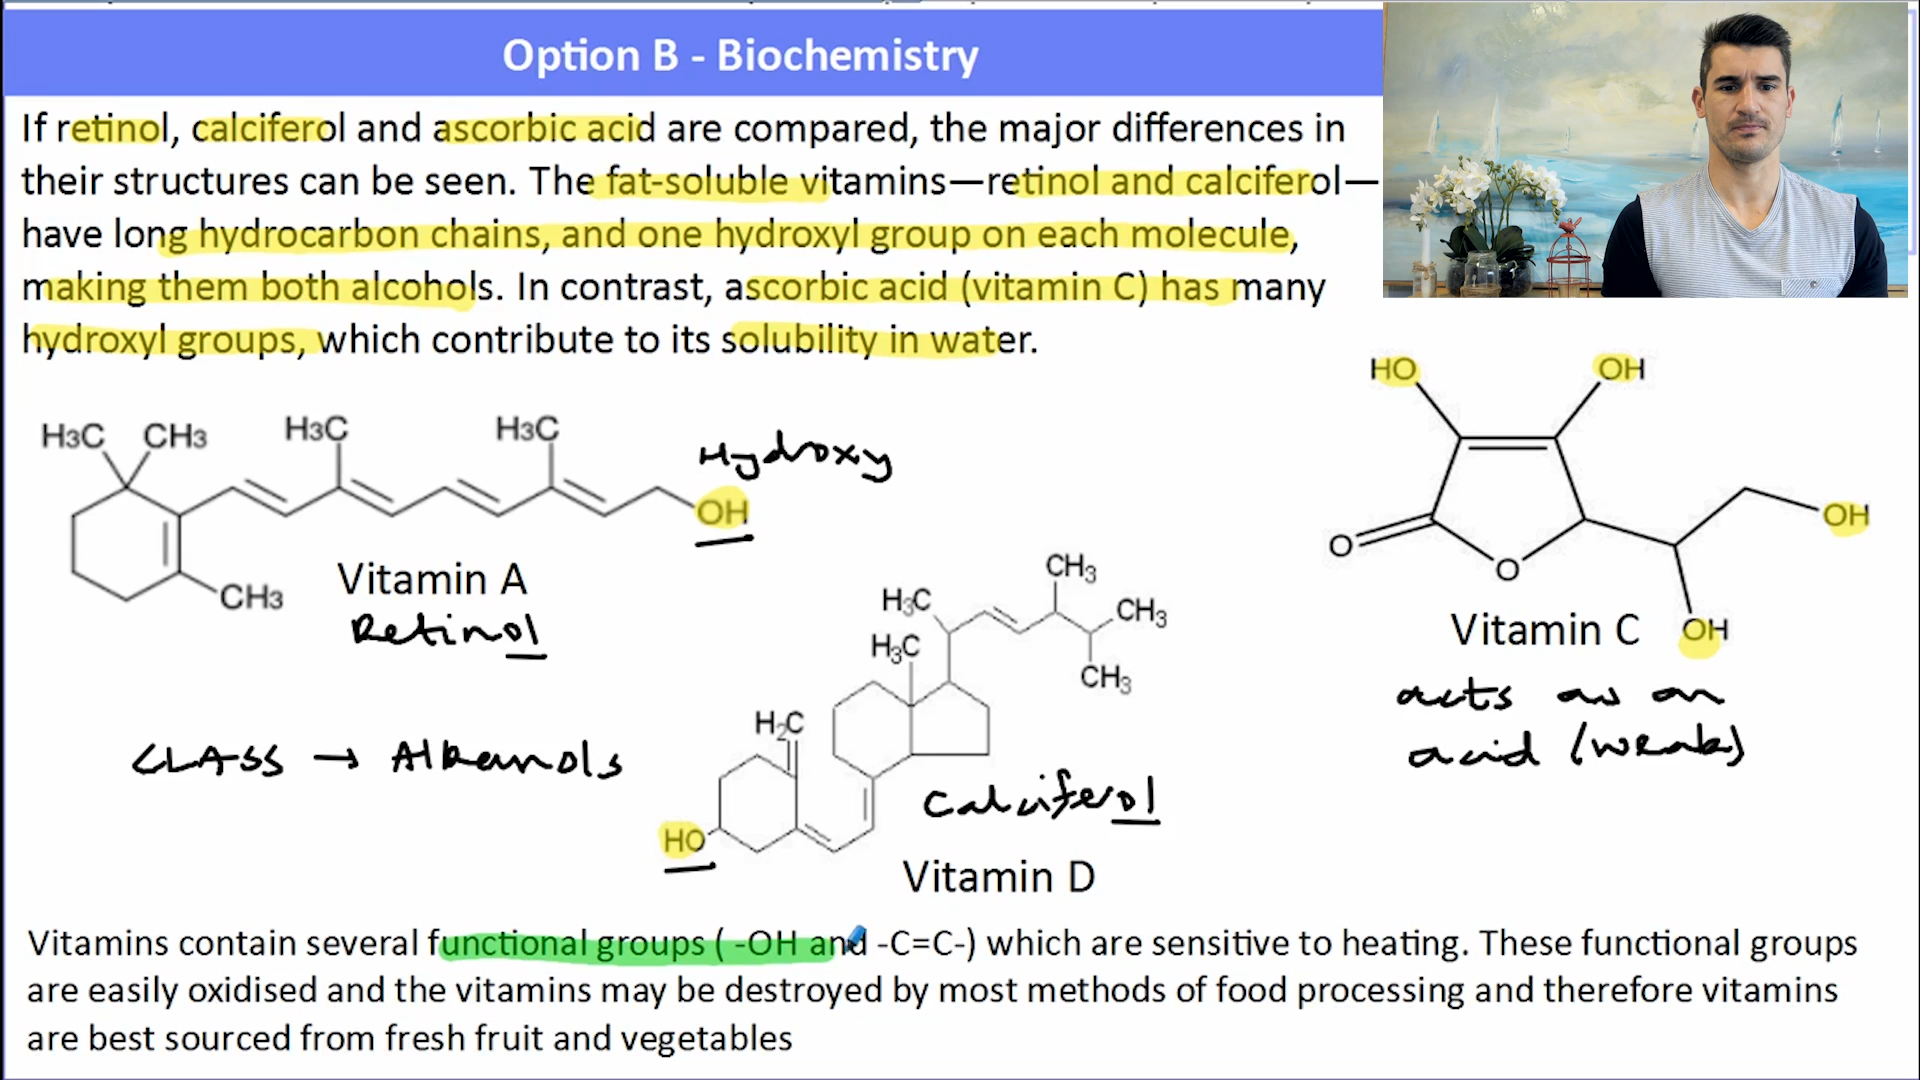 Option B - Biochemistry
If retinol, calciferol and ascorbic acid are compared, the major differences in
their structures can be seen. The fat-soluble vitamins—retinol and calciferol—
have long hydrocarbon chains, and one hydroxyl group on each molecule,
making them both alcohols. In contrast, ascorbic acid (vitamin C) has many
hydroxyl groups, which contribute to its solubility in water.
H₃C CH₃ H₃C H₃C
Hydroxy
OH
CH₃
Vitamin A
Retinol
CLASS → Alkanols
CH₃
H₃C CH₃
H₃C
CH₃
H₂C
Calciferol
HO
Vitamin D
HO OH
OH
O
O
Vitamin C OH
acts as an
acid (weak)
Vitamins contain several functional groups ( -OH and -C=C-) which are sensitive to heating. These functional groups
are easily oxidised and the vitamins may be destroyed by most methods of food processing and therefore vitamins
are best sourced from fresh fruit and vegetables